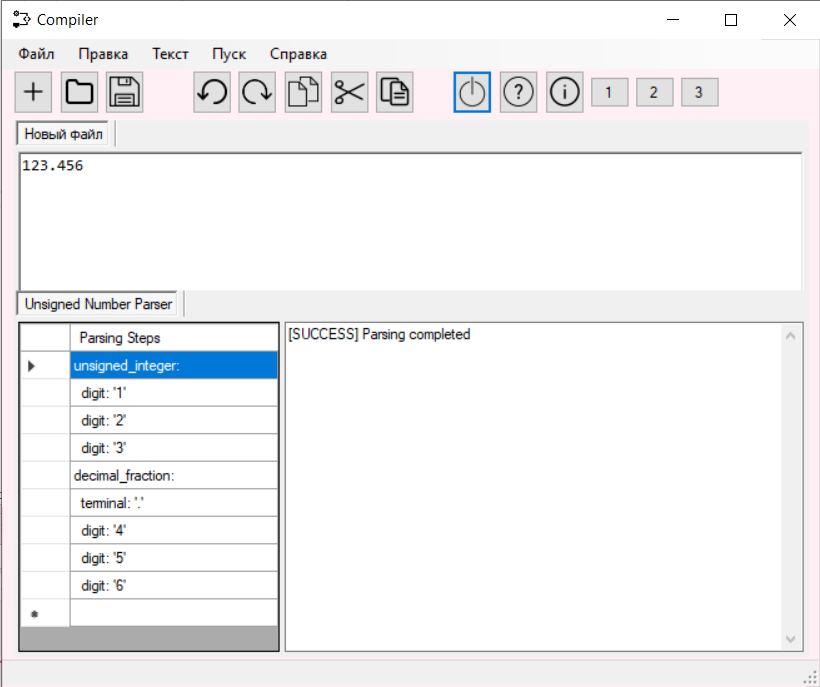 Compiler
Файл Правка Текст Пуск Справка
? i 1 2 3
Новый файл
123.456
Unsigned Number Parser
Parsing Steps
unsigned_integer:
digit: '1'
digit: '2'
digit: '3'
decimal_fraction:
terminal: '.'
digit: '4'
digit: '5'
digit: '6'
[SUCCESS] Parsing completed